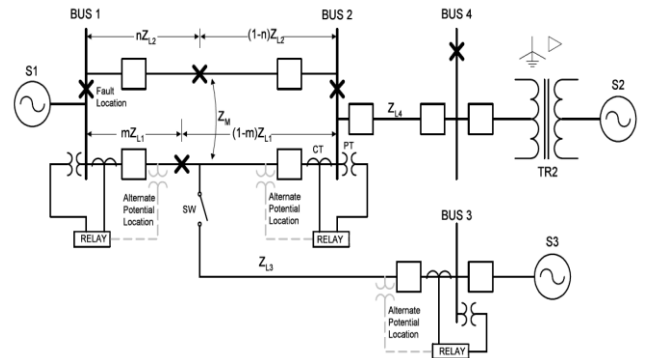 BUS 1
BUS 2
BUS 4
nZL2
(1-n)ZL2
S1
Fault
Location
ZM
ZL4
S2
mZL1
(1-m)ZL1
CT
PT
TR2
Alternate
Potential
Location
SW
Alternate
Potential
Location
BUS 3
RELAY
RELAY
S3
ZL3
Alternate
Potential
Location
RELAY